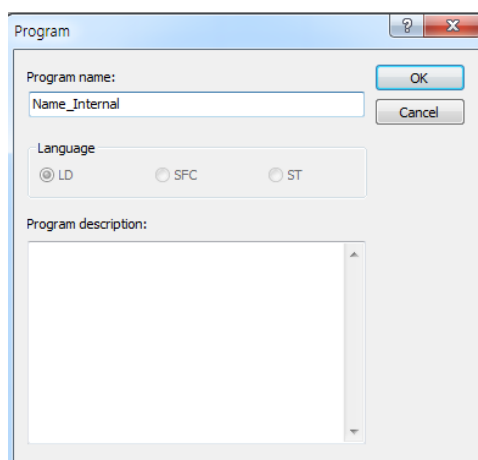 Program
Program name:
OK
Name_Internal
Cancel
Language
LD SFC ST
Program description: